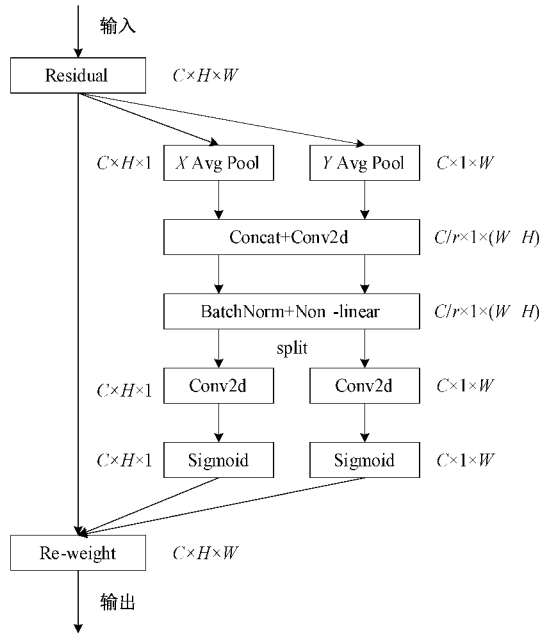 输入
Residual C×H×W
C×H×1 X Avg Pool Y Avg Pool C×1×W
Concat+Conv2d C/r×1×(W H)
BatchNorm+Non -linear C/r×1×(W H)
split
C×H×1 Conv2d Conv2d C×1×W
C×H×1 Sigmoid Sigmoid C×1×W
Re-weight C×H×W
输出